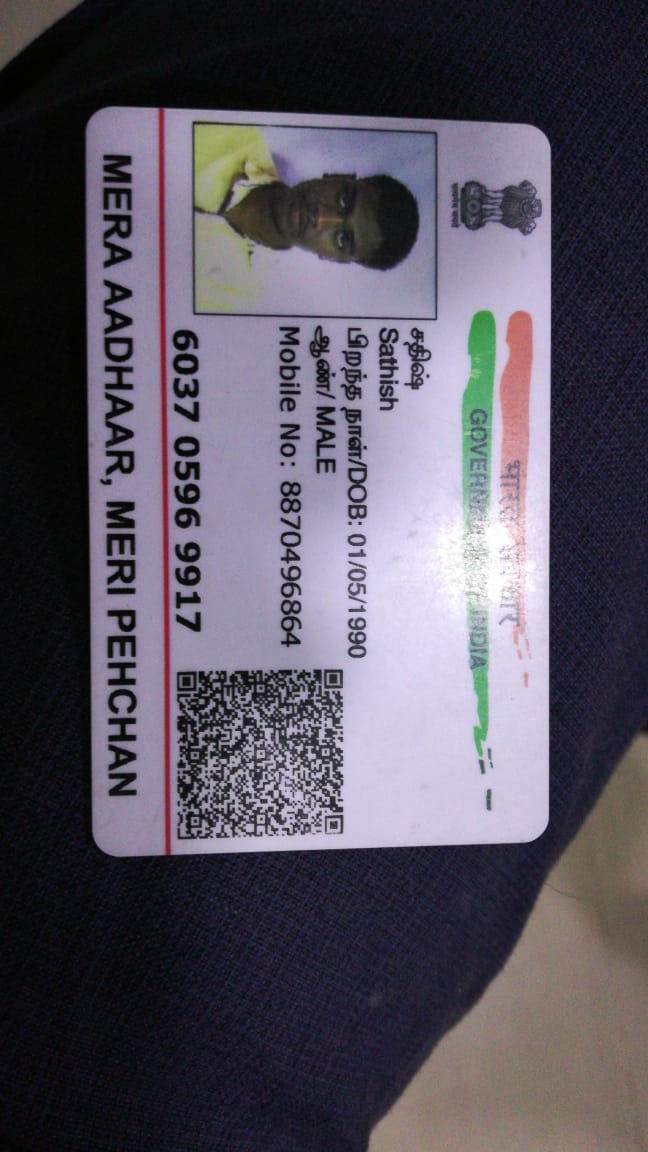 सत्यमेव जयते
भारत सरकार
GOVERNMENT OF INDIA
சதிஷ்
Sathish
பிறந்த நாள்/DOB: 01/05/1990
ஆண்/ MALE
Mobile No: 8870496864
6037 0596 9917
MERA AADHAAR, MERI PEHCHAN